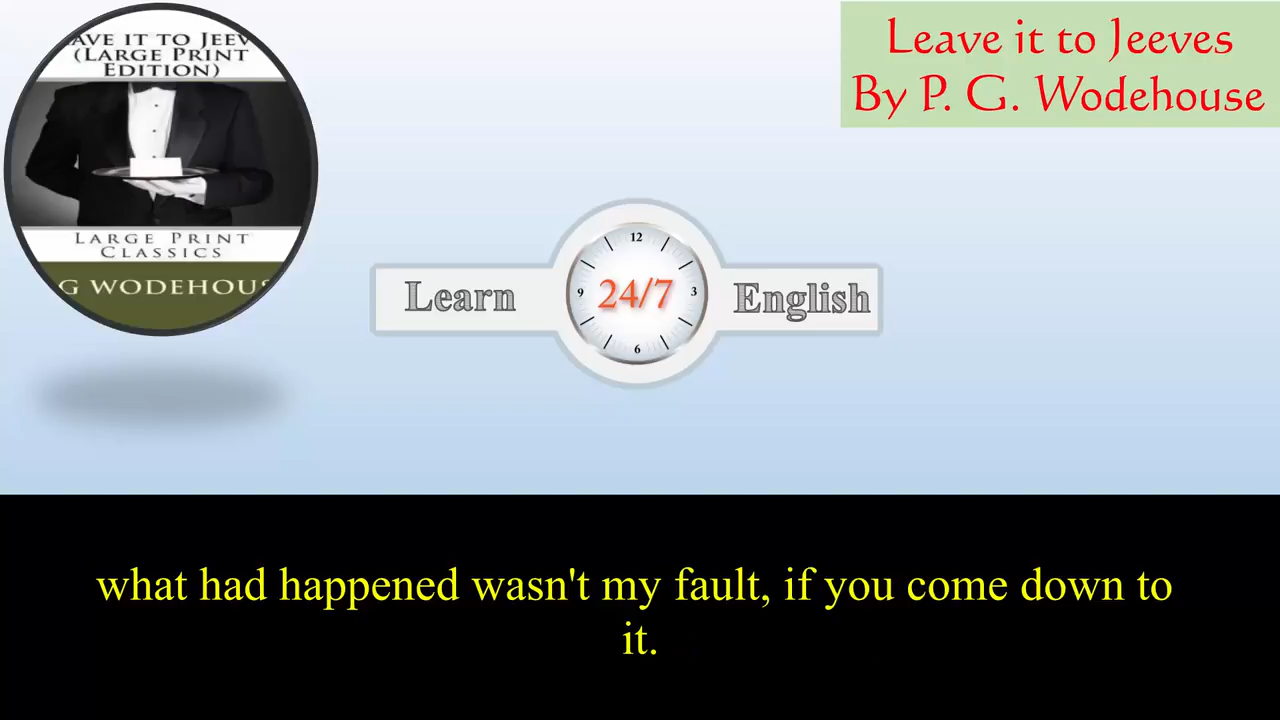 AVE IT TO JEEV
(LARGE PRINT
EDITION)
LARGE PRINT
CLASSICS
G WODEHOUS
Leave it to Jeeves
By P. G. Wodehouse
Learn
12
9
24/7
3
6
English
what had happened wasn't my fault, if you come down to
it.